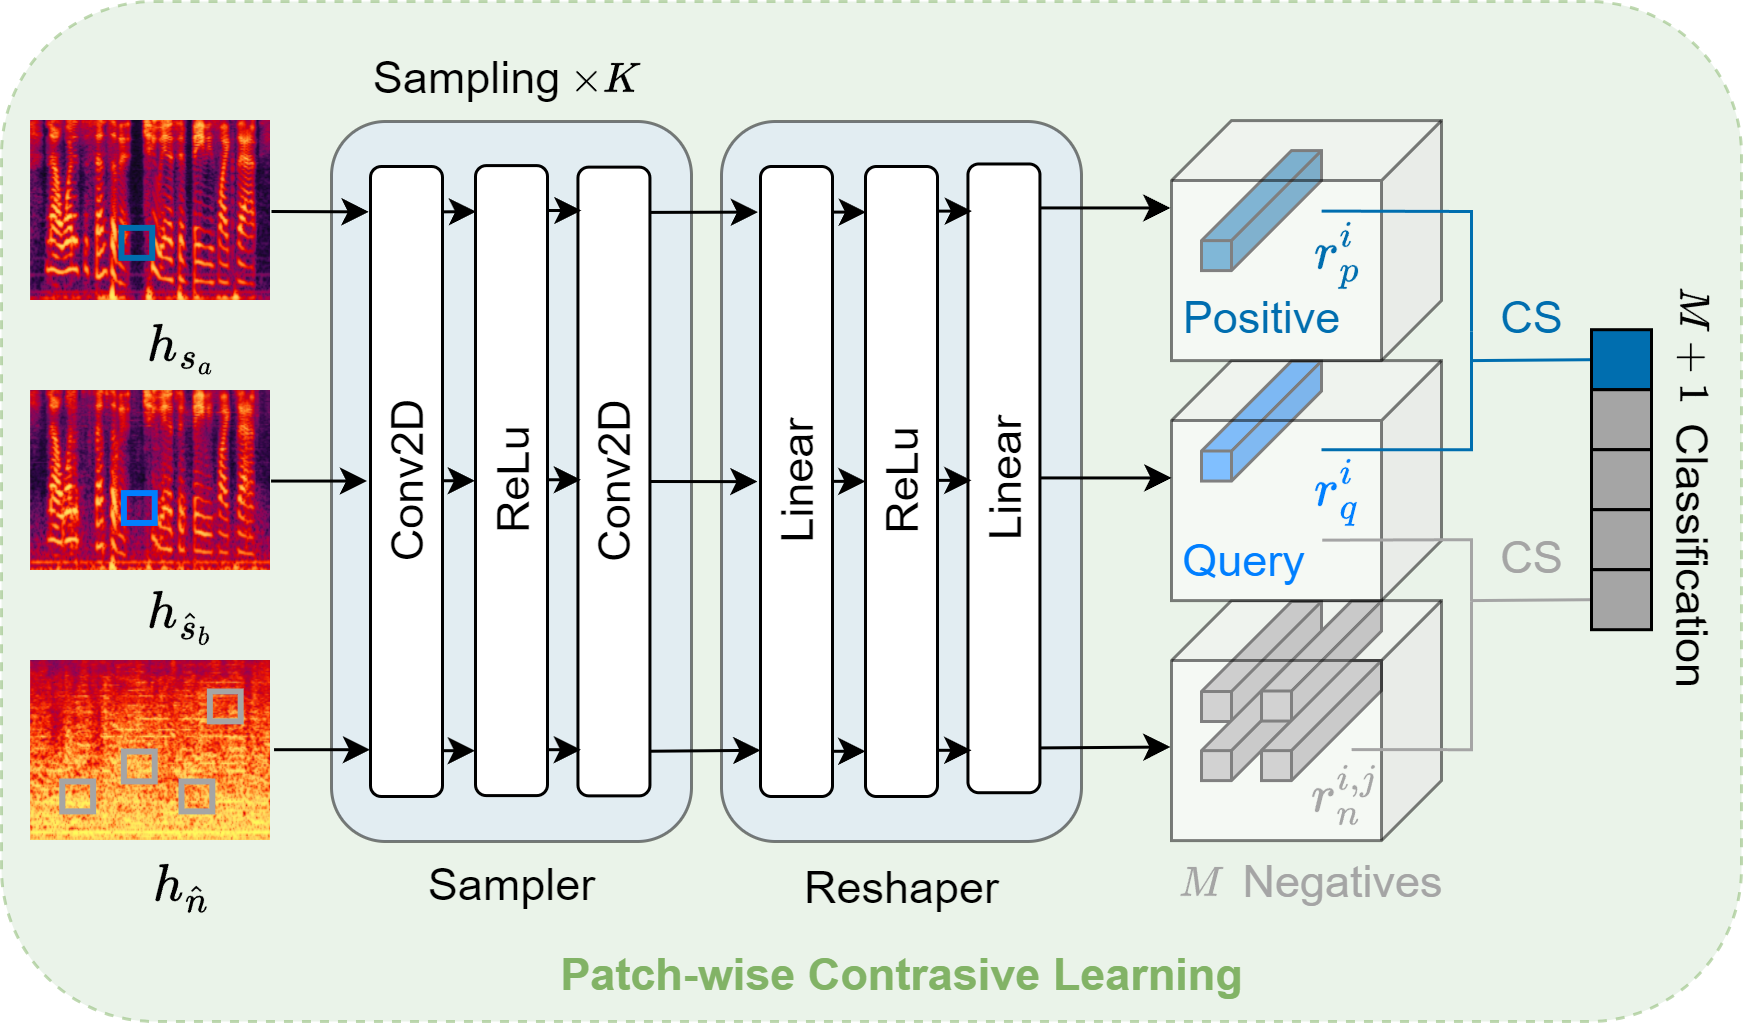 Sampling ×K
h_{s_a}
h_{\hat{s}_b}
h_{\hat{n}}
Conv2D
ReLu
Conv2D
Sampler
Linear
ReLu
Linear
Reshaper
r_p^i
Positive
r_q^i
Query
r_n^{i,j}
M Negatives
CS
CS
M + 1 Classification
Patch-wise Contrasive Learning